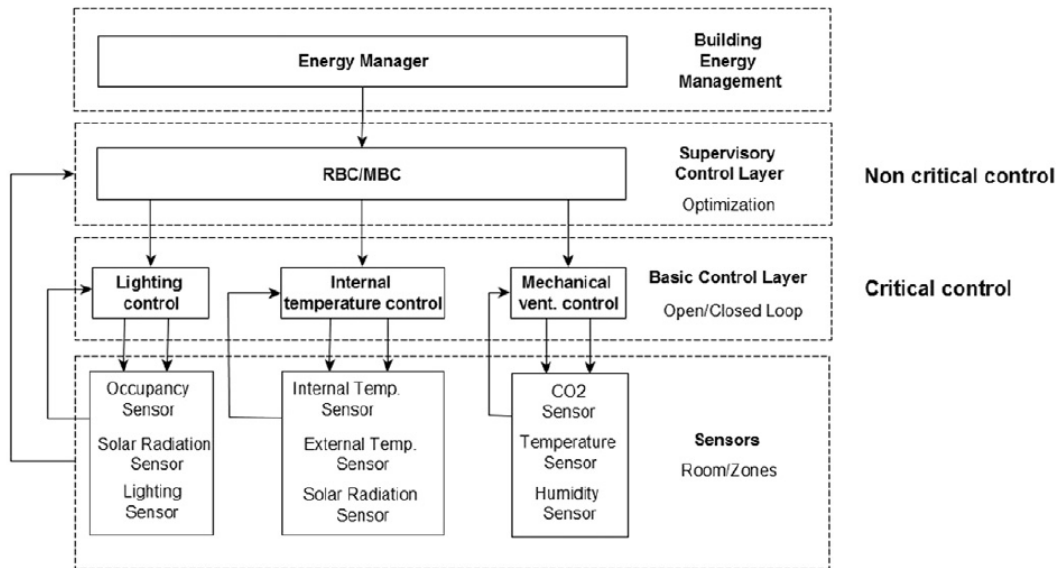 Energy Manager
Building
Energy
Management
RBC/MBC
Supervisory
Control Layer
Optimization
Non critical control
Lighting
control
Internal
temperature control
Mechanical
vent. control
Basic Control Layer
Open/Closed Loop
Critical control
Occupancy
Sensor
Solar Radiation
Sensor
Lighting
Sensor
Internal Temp.
Sensor
External Temp.
Sensor
Solar Radiation
Sensor
CO2
Sensor
Temperature
Sensor
Humidity
Sensor
Sensors
Room/Zones